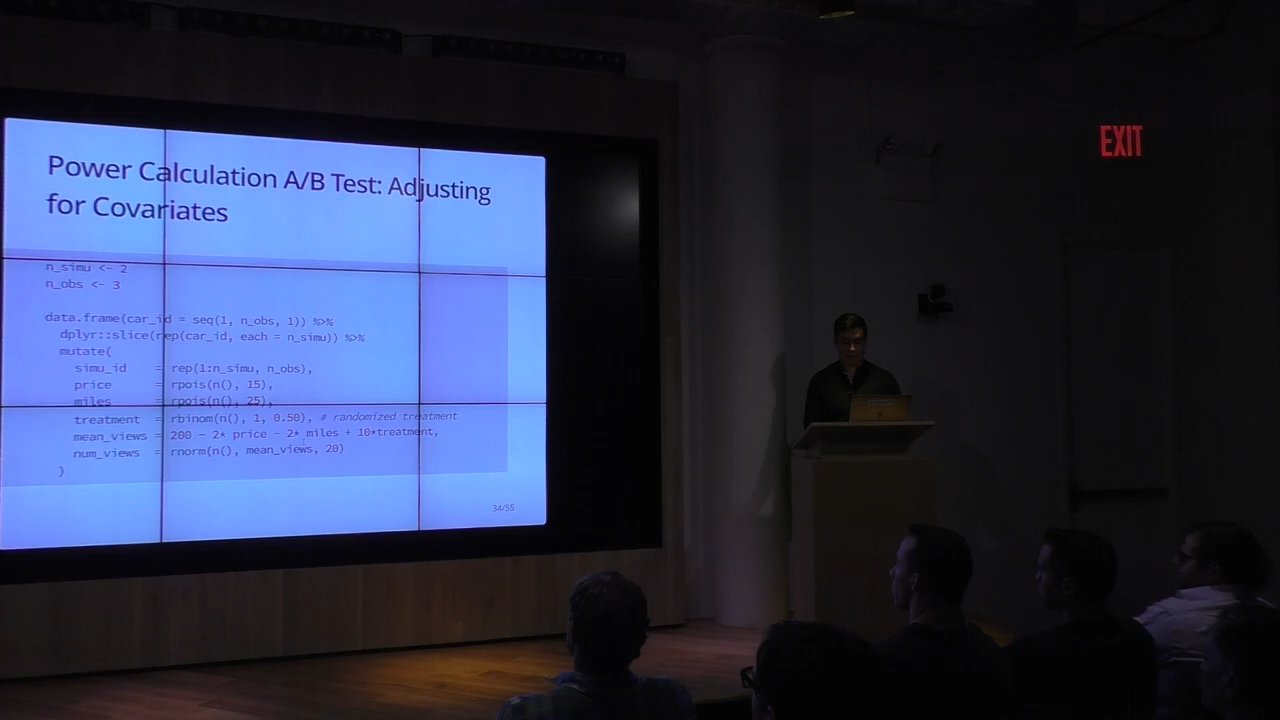 Power Calculation A/B Test: Adjusting
for Covariates
n_simu <- 2
n_obs <- 3
data.frame(car_id = seq(1, n_obs, 1)) %>%
dplyr::slice(rep(car_id, each = n_simu)) %>%
mutate(
simu_id = rep(1:n_simu, n_obs),
price = rpois(n(), 15),
miles = rpois(n(), 25),
treatment = rbinom(n(), 1, 0.50), # randomized treatment
mean_views = 200 - 2* price - 2* miles + 10*treatment,
num_views = rnorm(n(), mean_views, 20)
)
34/55
EXIT